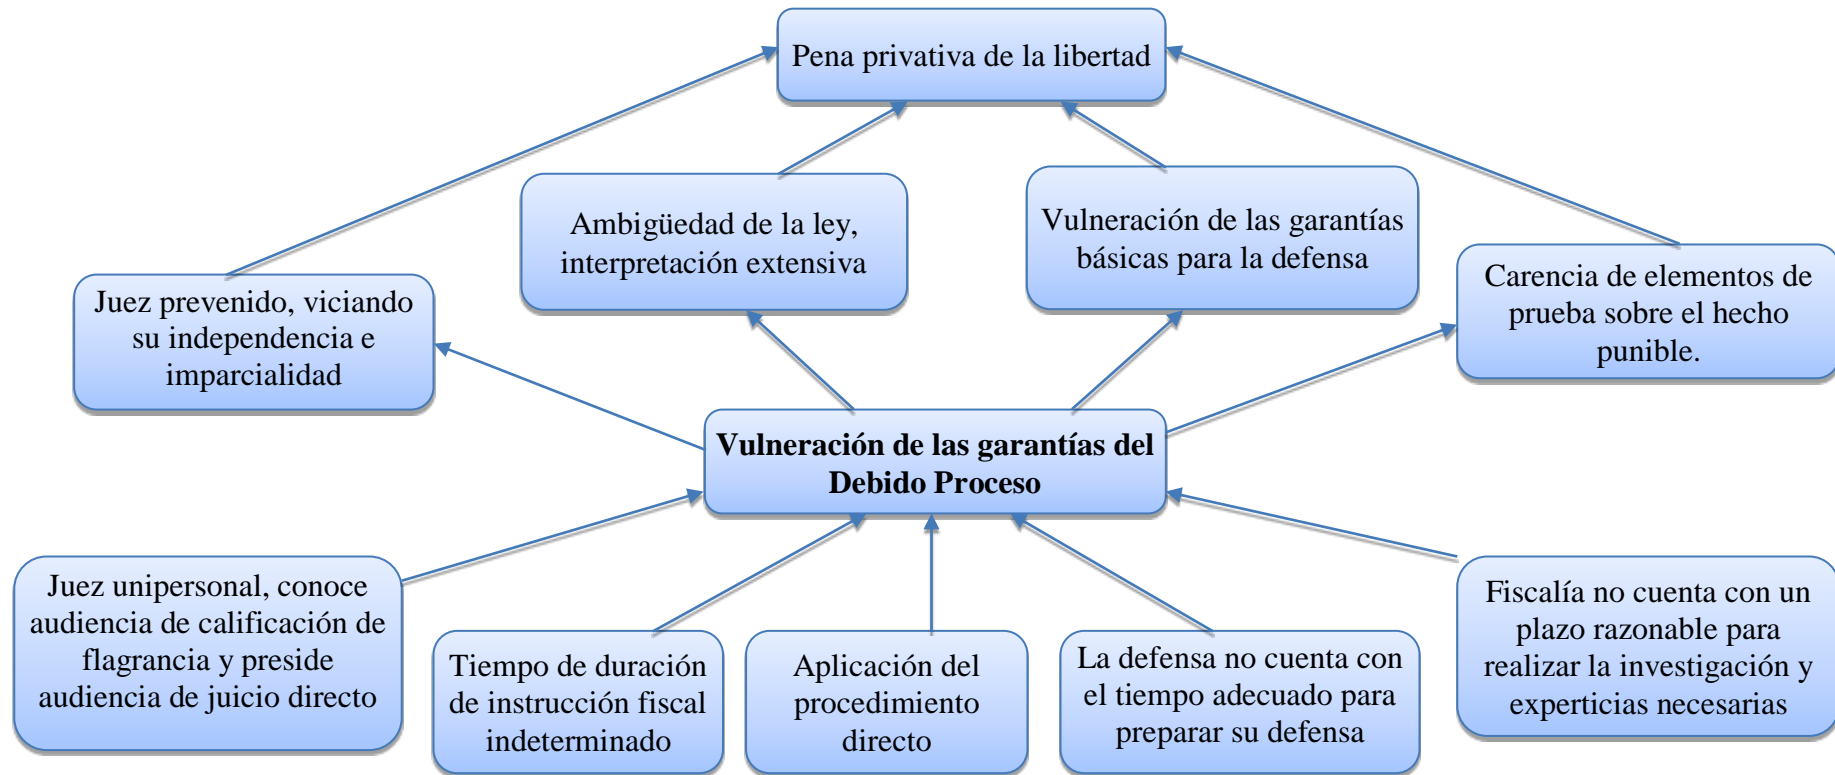 Pena privativa de la libertad
Ambigüedad de la ley,
interpretación extensiva
Vulneración de las garantías
básicas para la defensa
Juez prevenido, viciando
su independencia e
imparcialidad
Carencia de elementos de
prueba sobre el hecho
punible.
Vulneración de las garantías del
Debido Proceso
Juez unipersonal, conoce
audiencia de calificación de
flagrancia y preside
audiencia de juicio directo
Tiempo de duración
de instrucción fiscal
indeterminado
Aplicación del
procedimiento
directo
La defensa no cuenta con
el tiempo adecuado para
preparar su defensa
Fiscalía no cuenta con un
plazo razonable para
realizar la investigación y
experticias necesarias